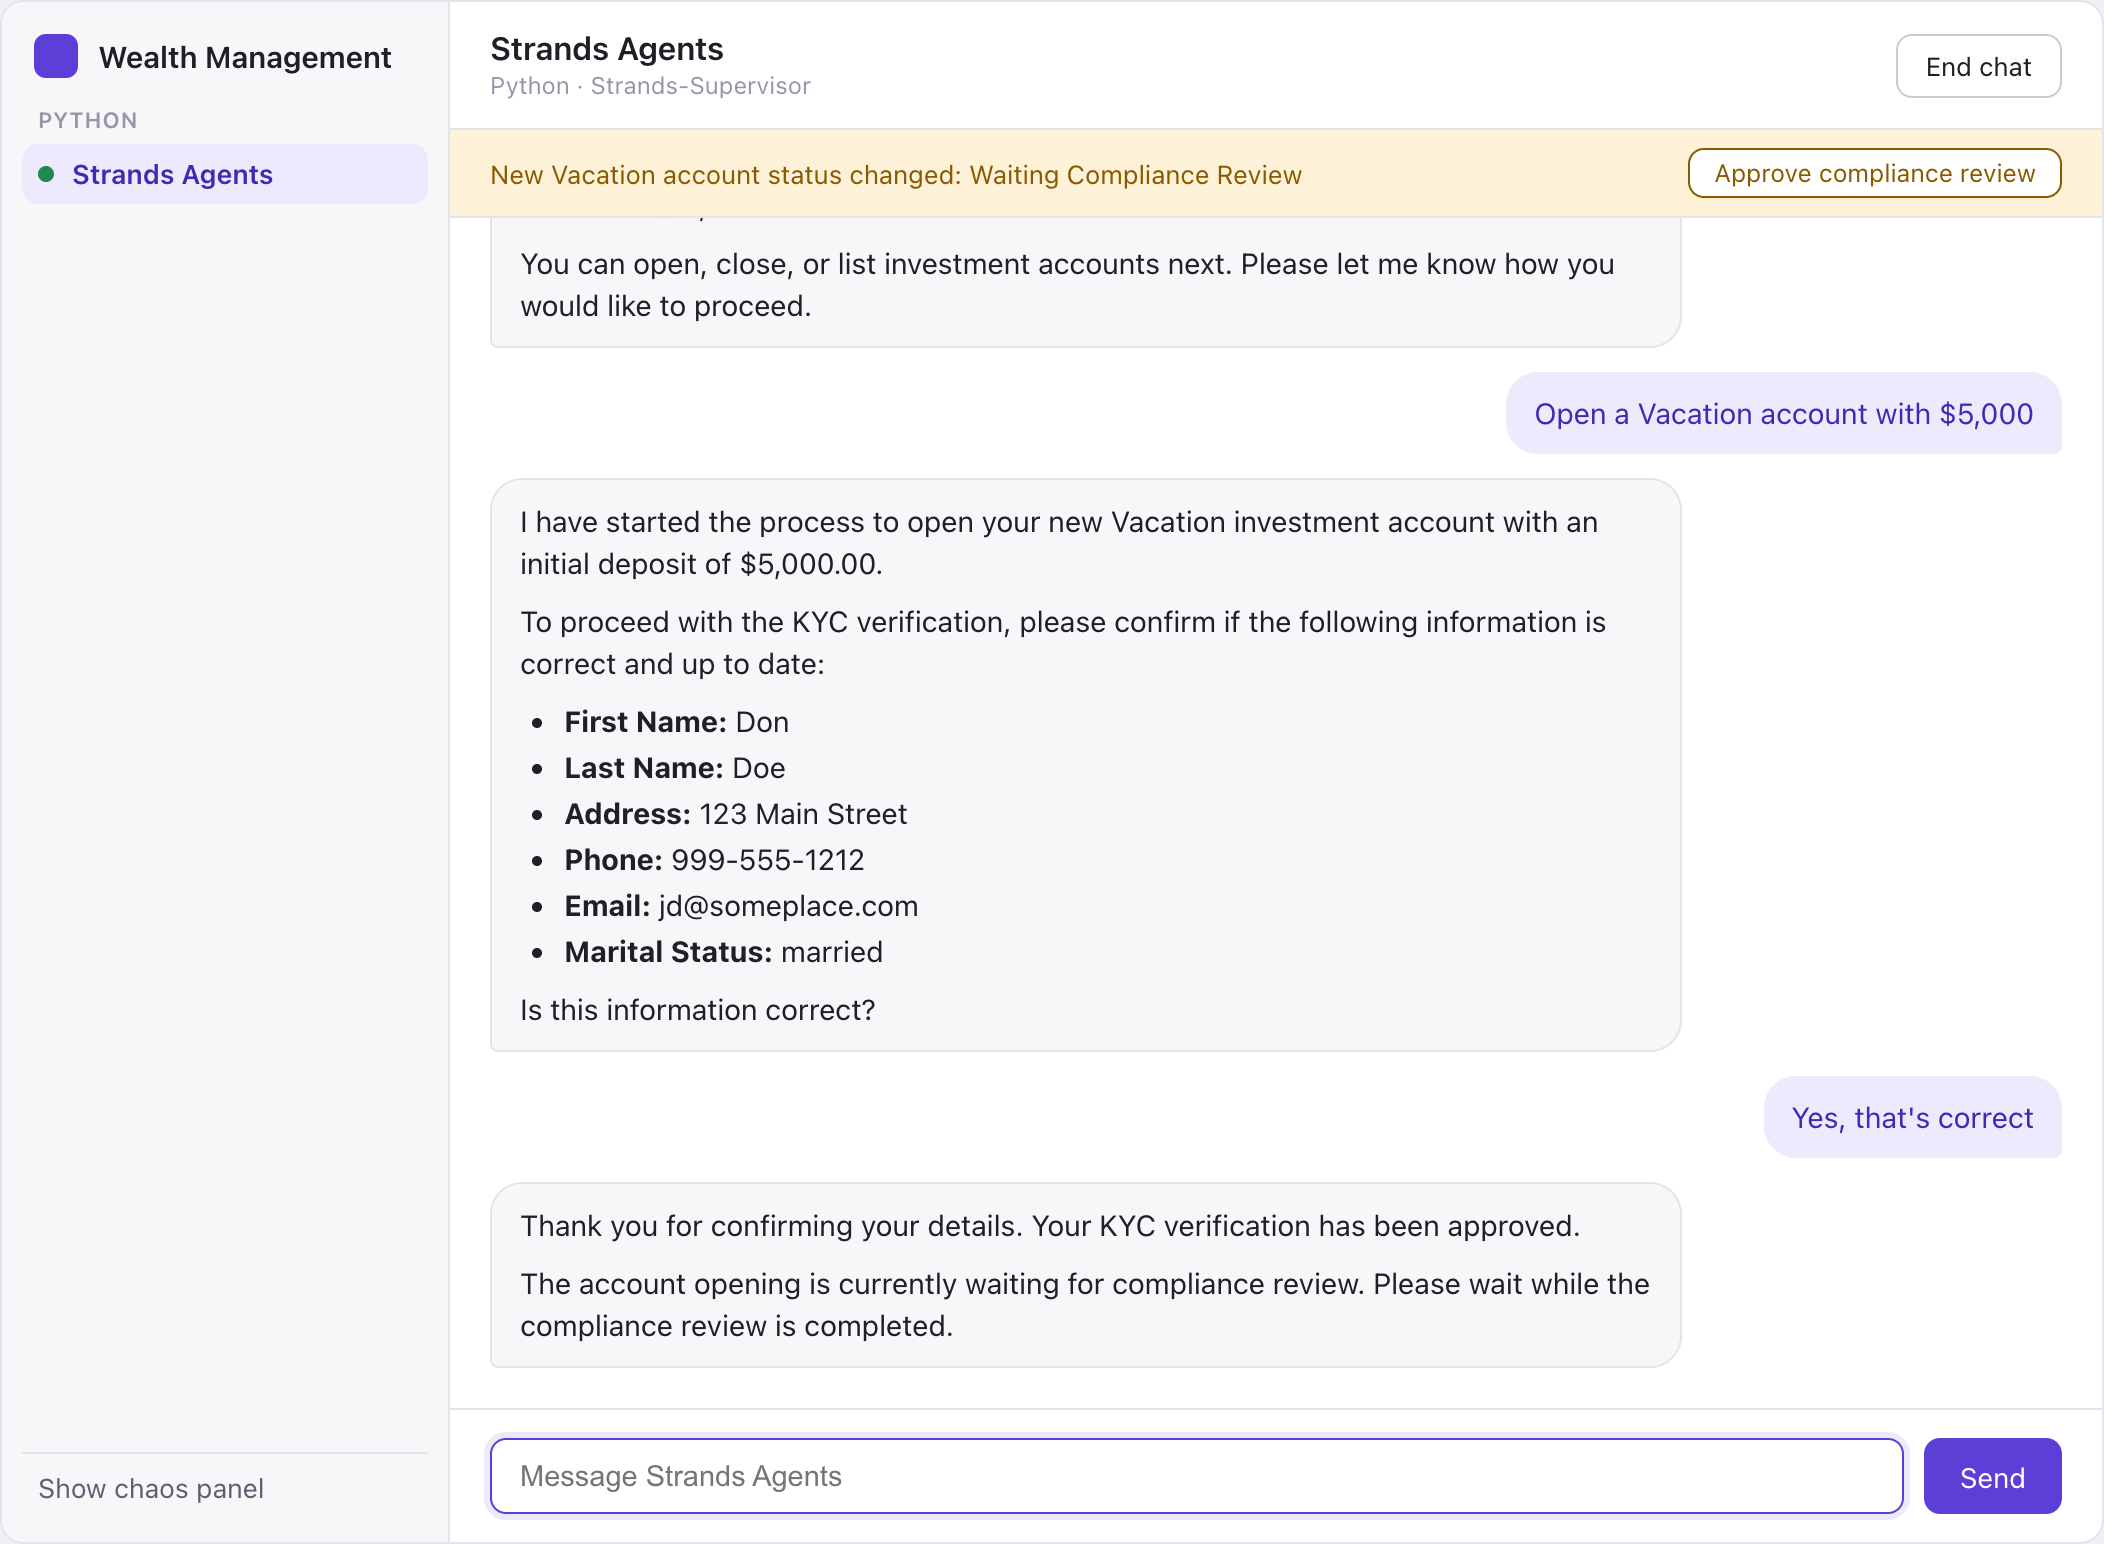 Wealth Management
PYTHON
Strands Agents
Show chaos panel
Strands Agents
Python · Strands-Supervisor
End chat
New Vacation account status changed: Waiting Compliance Review
Approve compliance review
You can open, close, or list investment accounts next. Please let me know how you
would like to proceed.
Open a Vacation account with $5,000
I have started the process to open your new Vacation investment account with an
initial deposit of $5,000.00.
To proceed with the KYC verification, please confirm if the following information is
correct and up to date:
• First Name: Don
• Last Name: Doe
• Address: 123 Main Street
• Phone: 999-555-1212
• Email: jd@someplace.com
• Marital Status: married
Is this information correct?
Yes, that's correct
Thank you for confirming your details. Your KYC verification has been approved.
The account opening is currently waiting for compliance review. Please wait while the
compliance review is completed.
Message Strands Agents
Send